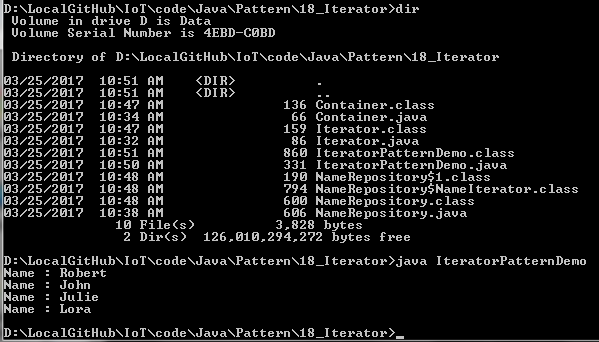 D:\LocalGitHub\IoT\code\Java\Pattern\18_Iterator>dir
 Volume in drive D is Data
 Volume Serial Number is 4EBD-C0BD

 Directory of D:\LocalGitHub\IoT\code\Java\Pattern\18_Iterator

03/25/2017  10:51 AM    <DIR>          .
03/25/2017  10:51 AM    <DIR>          ..
03/25/2017  10:47 AM               136 Container.class
03/25/2017  10:34 AM                66 Container.java
03/25/2017  10:47 AM               159 Iterator.class
03/25/2017  10:32 AM                86 Iterator.java
03/25/2017  10:51 AM               860 IteratorPatternDemo.class
03/25/2017  10:50 AM               331 IteratorPatternDemo.java
03/25/2017  10:48 AM               190 NameRepository$1.class
03/25/2017  10:48 AM               794 NameRepository$NameIterator.class
03/25/2017  10:48 AM               600 NameRepository.class
03/25/2017  10:38 AM               606 NameRepository.java
              10 File(s)          3,828 bytes
               2 Dir(s)  126,010,294,272 bytes free

D:\LocalGitHub\IoT\code\Java\Pattern\18_Iterator>java IteratorPatternDemo
Name : Robert
Name : John
Name : Julie
Name : Lora

D:\LocalGitHub\IoT\code\Java\Pattern\18_Iterator>_